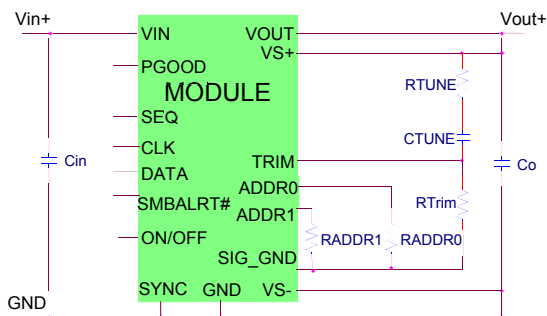 Vin+
Vout+
VIN
VOUT
VS+
PGOOD
RTUNE
MODULE
SEQ
CTUNE
CLK
Cin
TRIM
Co
DATA
ADDR0
SMBALRT#
RTrim
ADDR1
ON/OFF
RADDR1
RADDR0
SIG_GND
SYNC
GND
VS-
GND